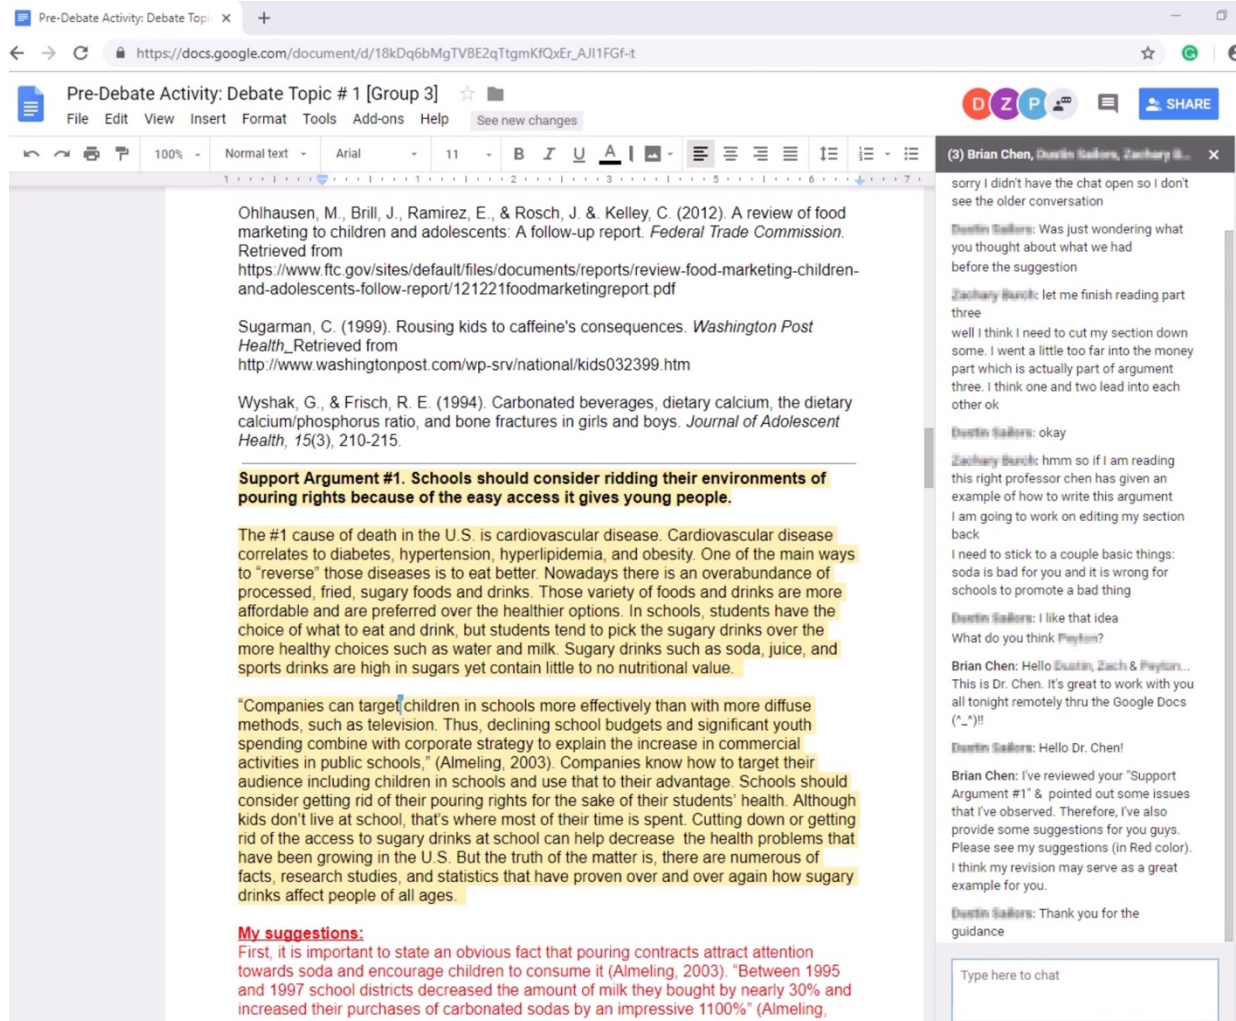 Pre-Debate Activity: Debate Topi
https://docs.google.com/document/d/18kDq6bMgTVBE2qTtgmKfQxEr_AJI1FGf-it
Pre-Debate Activity: Debate Topic # 1 [Group 3]
File Edit View Insert Format Tools Add-ons Help See new changes
D Z P
SHARE
100% Normal text Arial 11 B I U A
1 1 2 3 4 5 6 7
Ohlhausen, M., Brill, J., Ramirez, E., & Rosch, J. &. Kelley, C. (2012). A review of food
marketing to children and adolescents: A follow-up report. Federal Trade Commission.
Retrieved from
https://www.ftc.gov/sites/default/files/documents/reports/review-food-marketing-children-
and-adolescents-follow-report/121221foodmarketingreport.pdf
Sugarman, C. (1999). Rousing kids to caffeine's consequences. Washington Post
Health_Retrieved from
http://www.washingtonpost.com/wp-srv/national/kids032399.htm
Wyshak, G., & Frisch, R. E. (1994). Carbonated beverages, dietary calcium, the dietary
calcium/phosphorus ratio, and bone fractures in girls and boys. Journal of Adolescent
Health, 15(3), 210-215.
Support Argument #1. Schools should consider ridding their environments of
pouring rights because of the easy access it gives young people.
The #1 cause of death in the U.S. is cardiovascular disease. Cardiovascular disease
correlates to diabetes, hypertension, hyperlipidemia, and obesity. One of the main ways
to “reverse” those diseases is to eat better. Nowadays there is an overabundance of
processed, fried, sugary foods and drinks. Those variety of foods and drinks are more
affordable and are preferred over the healthier options. In schools, students have the
choice of what to eat and drink, but students tend to pick the sugary drinks over the
more healthy choices such as water and milk. Sugary drinks such as soda, juice, and
sports drinks are high in sugars yet contain little to no nutritional value.
“Companies can target children in schools more effectively than with more diffuse
methods, such as television. Thus, declining school budgets and significant youth
spending combine with corporate strategy to explain the increase in commercial
activities in public schools,” (Almeling, 2003). Companies know how to target their
audience including children in schools and use that to their advantage. Schools should
consider getting rid of their pouring rights for the sake of their students’ health. Although
kids don’t live at school, that’s where most of their time is spent. Cutting down or getting
rid of the access to sugary drinks at school can help decrease the health problems that
have been growing in the U.S. But the truth of the matter is, there are numerous of
facts, research studies, and statistics that have proven over and over again how sugary
drinks affect people of all ages.
My suggestions:
First, it is important to state an obvious fact that pouring contracts attract attention
towards soda and encourage children to consume it (Almeling, 2003). “Between 1995
and 1997 school districts decreased the amount of milk they bought by nearly 30% and
increased their purchases of carbonated sodas by an impressive 1100%” (Almeling,
(3) Brian Chen,
sorry I didn't have the chat open so I don't
see the older conversation
: Was just wondering what
you thought about what we had
before the suggestion
: let me finish reading part
three
well I think I need to cut my section down
some. I went a little too far into the money
part which is actually part of argument
three. I think one and two lead into each
other ok
: okay
: hmm so if I am reading
this right professor chen has given an
example of how to write this argument
I am going to work on editing my section
back
I need to stick to a couple basic things:
soda is bad for you and it is wrong for
schools to promote a bad thing
: I like that idea
What do you think ?
Brian Chen: Hello
This is Dr. Chen. It's great to work with you
all tonight remotely thru the Google Docs
(^_^)!!
: Hello Dr. Chen!
Brian Chen: I've reviewed your "Support
Argument #1" & pointed out some issues
that I've observed. Therefore, I've also
provide some suggestions for you guys.
Please see my suggestions (in Red color).
I think my revision may serve as a great
example for you.
: Thank you for the
guidance
Type here to chat